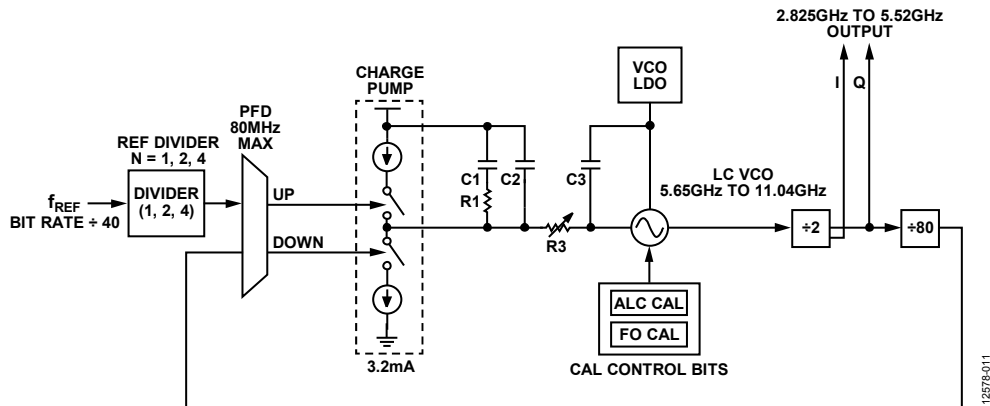 2.825GHz TO 5.52GHz
OUTPUT
I
Q
VCO
LDO
CHARGE
PUMP
PFD
80MHz
MAX
REF DIVIDER
N = 1, 2, 4
DIVIDER
(1, 2, 4)
fREF
BIT RATE ÷ 40
UP
DOWN
C1
R1
C2
C3
R3
LC VCO
5.65GHz TO 11.04GHz
÷2
÷80
ALC CAL
FO CAL
CAL CONTROL BITS
3.2mA
12578-011